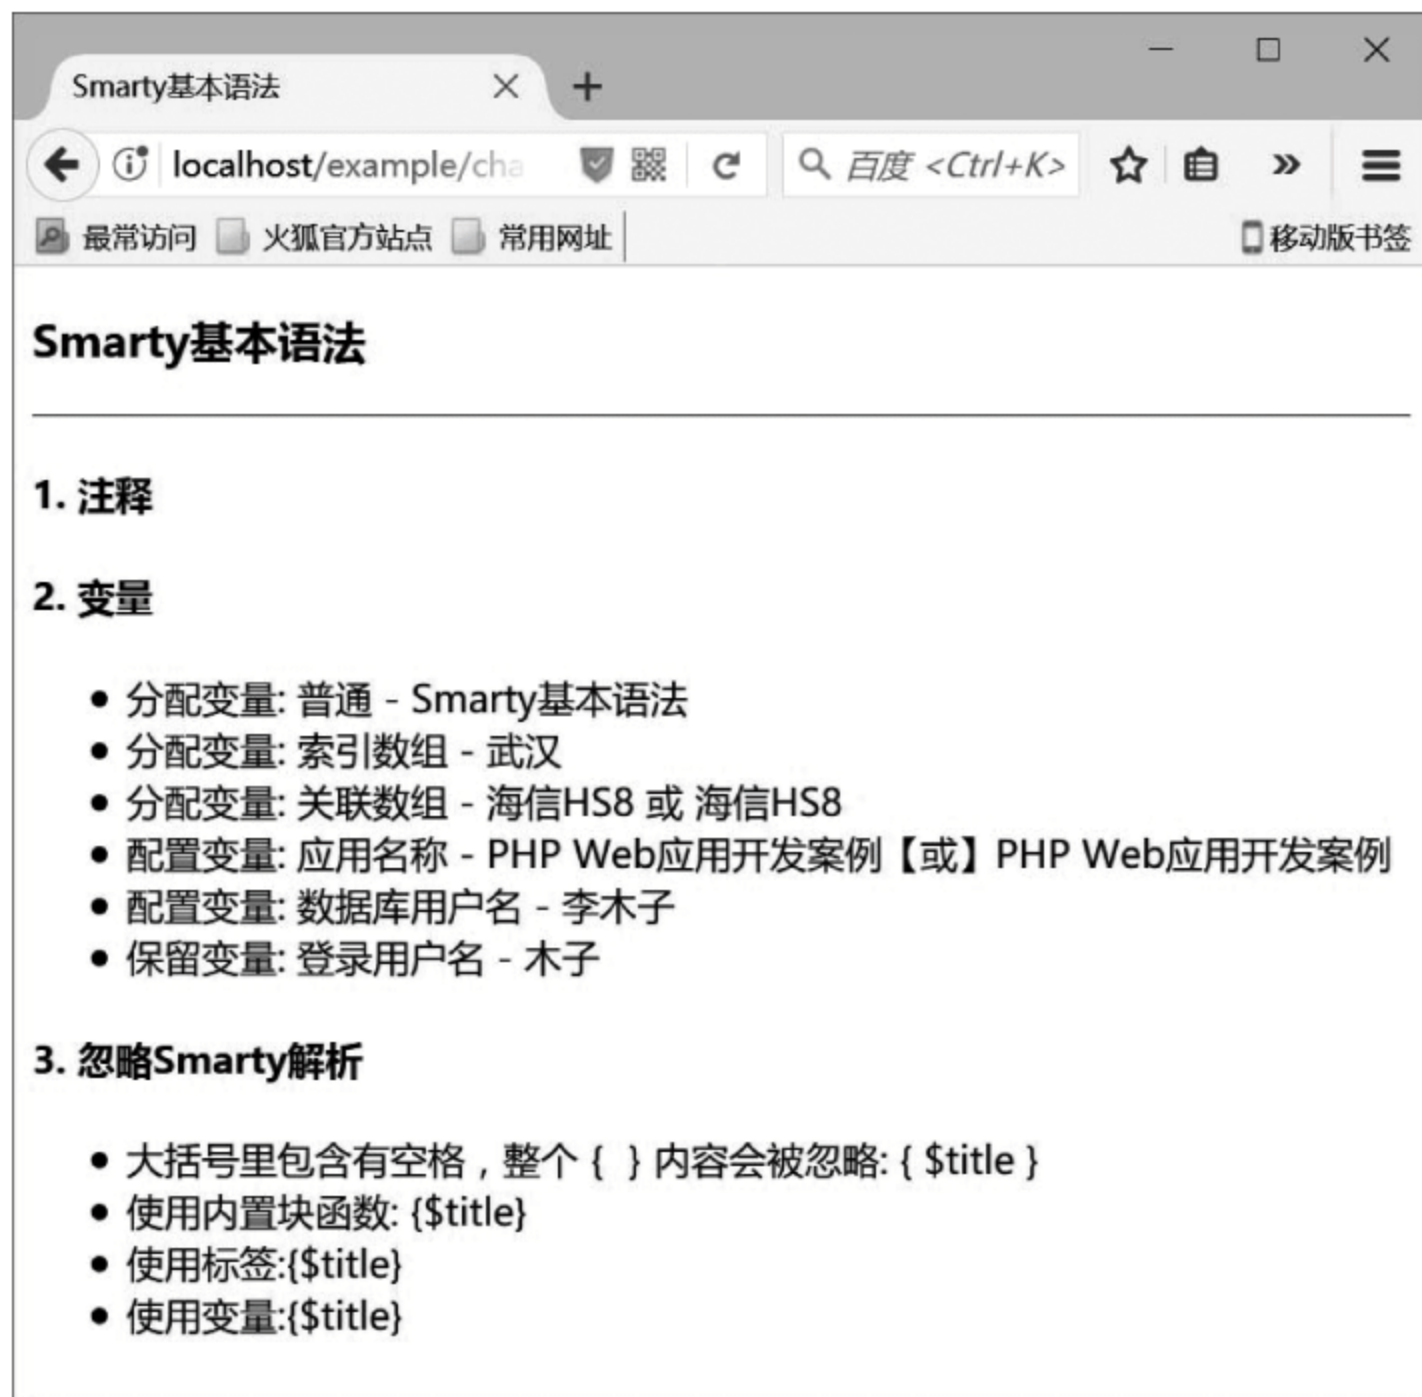 Smarty基本语法
localhost/example/cha
百度 <Ctrl+K>
最常访问 火狐官方站点 常用网址 移动版书签
Smarty基本语法
1. 注释
2. 变量
• 分配变量: 普通 - Smarty基本语法
• 分配变量: 索引数组 - 武汉
• 分配变量: 关联数组 - 海信HS8 或 海信HS8
• 配置变量: 应用名称 - PHP Web应用开发案例【或】PHP Web应用开发案例
• 配置变量: 数据库用户名 - 李木子
• 保留变量: 登录用户名 - 木子
3. 忽略Smarty解析
• 大括号里包含有空格，整个 {  } 内容会被忽略: { $title }
• 使用内置块函数: {$title}
• 使用标签:{$title}
• 使用变量:{$title}